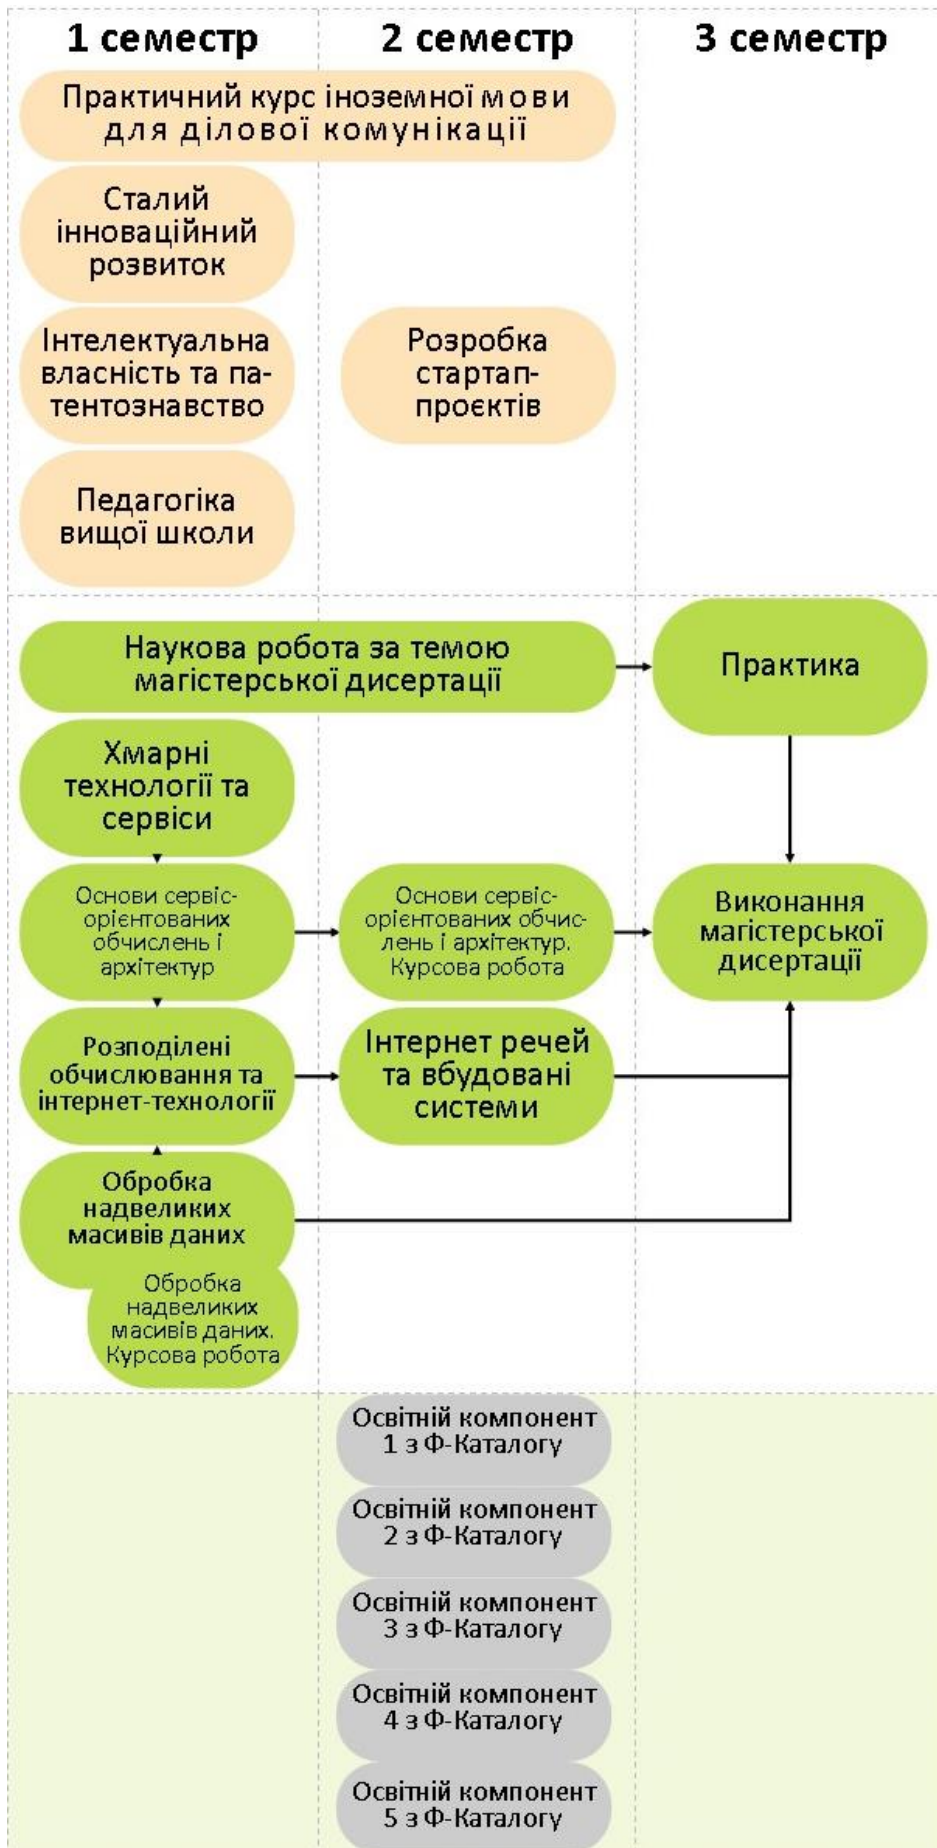 1 семестр
2 семестр
3 семестр
Практичний курс іноземної мови
для ділової комунікації
Сталий
інноваційний
розвиток
Інтелектуальна
власність та па-
тентознавство
Розробка
стартап-
проєктів
Педагогіка
вищої школи
Наукова робота за темою
магістерської дисертації
Практика
Хмарні
технології та
сервіси
Основи сервіс-
орієнтованих
обчислень і
архітектур
Основи сервіс-
орієнтованих обчис-
лень і архітектур.
Курсова робота
Виконання
магістерської
дисертації
Розподілені
обчислювання та
інтернет-технології
Інтернет речей
та вбудовані
системи
Обробка
надвеликих
масивів даних
Обробка
надвеликих
масивів даних.
Курсова робота
Освітній компонент
1 з Ф-Каталогу
Освітній компонент
2 з Ф-Каталогу
Освітній компонент
3 з Ф-Каталогу
Освітній компонент
4 з Ф-Каталогу
Освітній компонент
5 з Ф-Каталогу